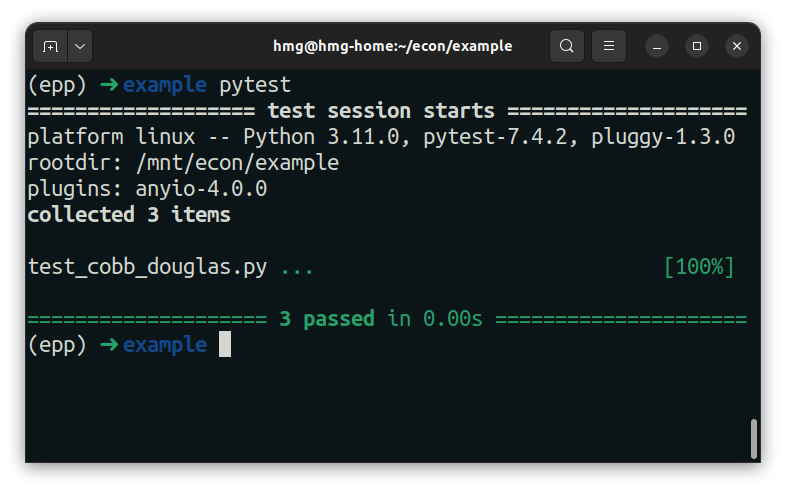 hmg@hmg-home:~/econ/example
(epp) ➜ example pytest
=================== test session starts ====================
platform linux -- Python 3.11.0, pytest-7.4.2, pluggy-1.3.0
rootdir: /mnt/econ/example
plugins: anyio-4.0.0
collected 3 items
test_cobb_douglas.py ... [100%]
==================== 3 passed in 0.00s =====================
(epp) ➜ example